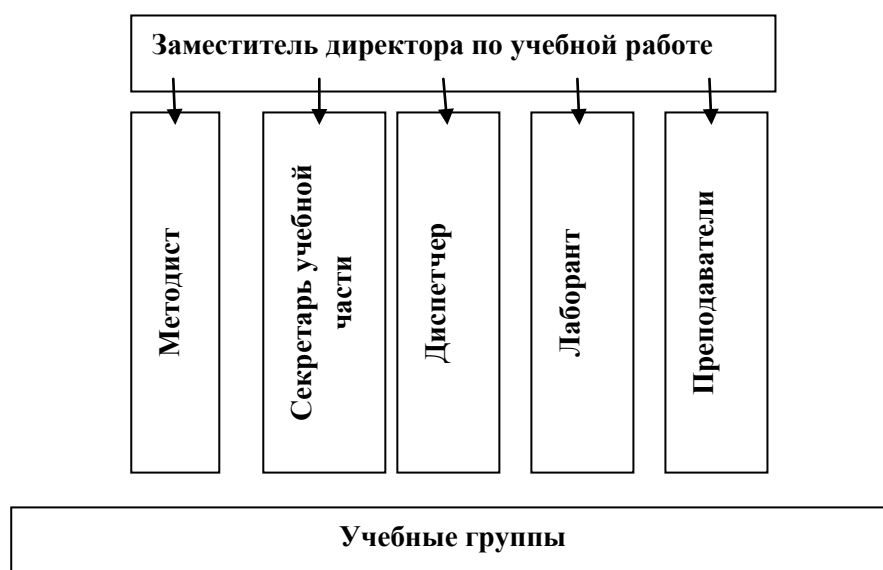 Заместитель директора по учебной работе
Методист
Секретарь учебной
части
Диспетчер
Лаборант
Преподаватели
Учебные группы